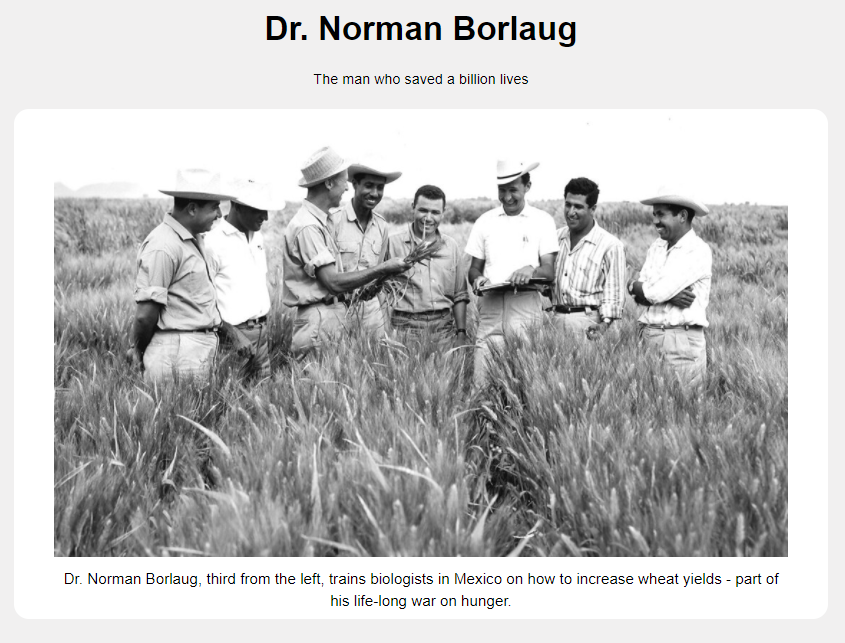 Dr. Norman Borlaug
The man who saved a billion lives
Dr. Norman Borlaug, third from the left, trains biologists in Mexico on how to increase wheat yields - part of
his life-long war on hunger.